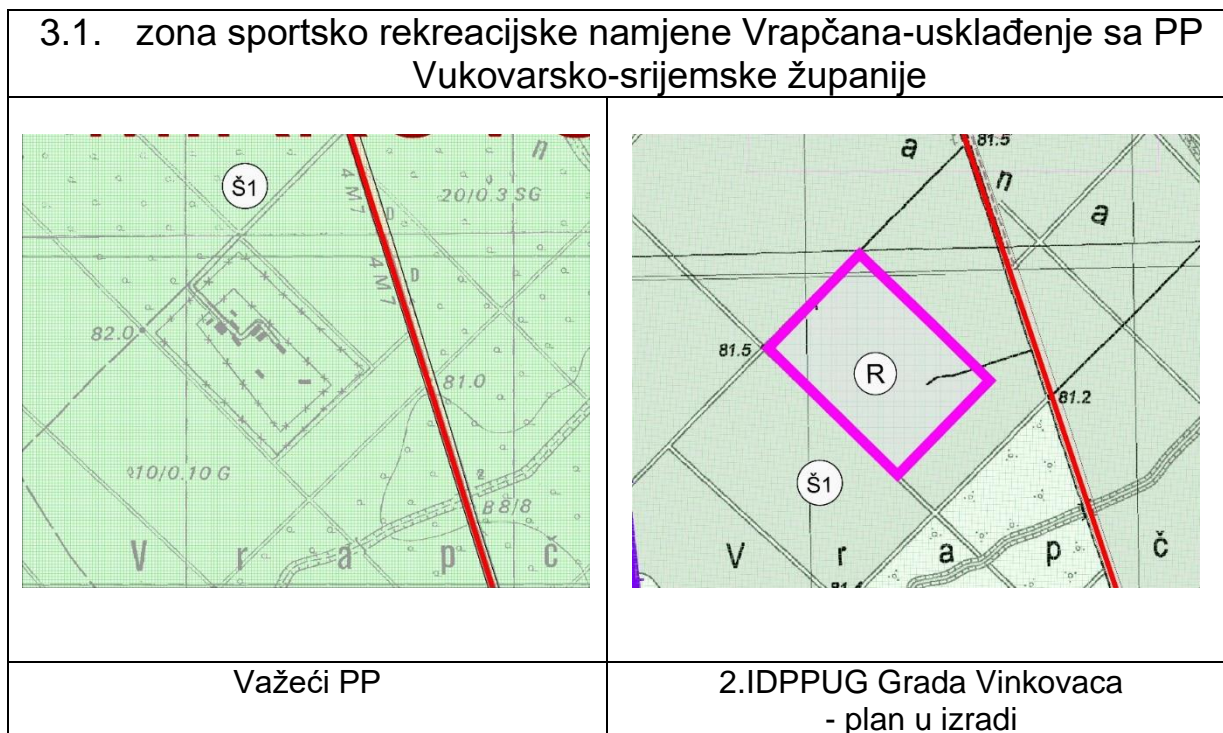 3.1. zona sportsko rekreacijske namjene Vrapčana-usklađenje sa PP
Vukovarsko-srijemske županije
n
Š1
4 M 7
D
20/0.3 SG
D
4 M 7
82.0
81.0
10/0.10 G
B 8/8
V r a p č
a
81.5
n
a
81.5
R
81.2
Š1
V r a p č
Važeći PP
2.IDPPUG Grada Vinkovaca
- plan u izradi